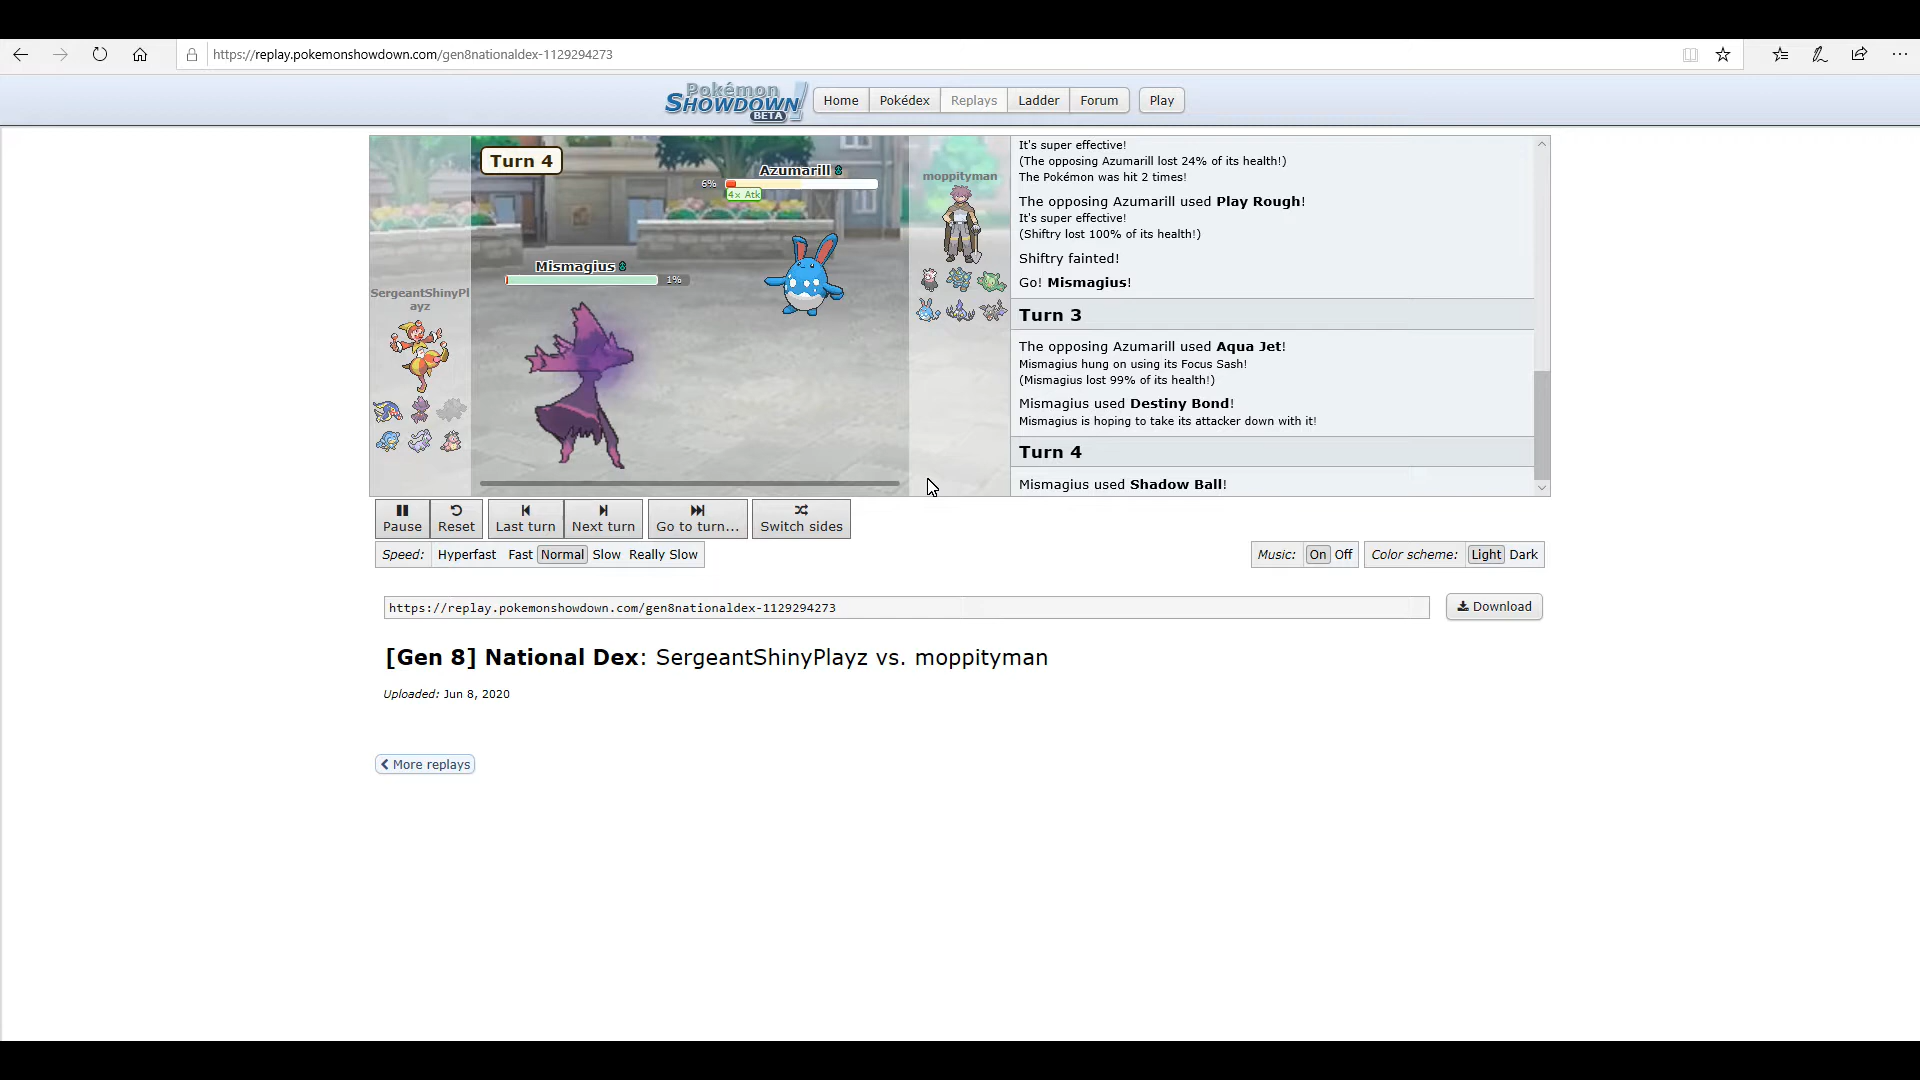 https://replay.pokemonshowdown.com/gen8nationaldex-1129294273
Pokémon
SHOWDOWN!
BETA
Home
Pokédex
Replays
Ladder
Forum
Play
Turn 4
Azumarill
6%
4x Atk
Mismagius
1%
SergeantShinyPl
ayz
moppityman
It's super effective!
(The opposing Azumarill lost 24% of its health!)
The Pokémon was hit 2 times!
The opposing Azumarill used Play Rough!
It's super effective!
(Shiftry lost 100% of its health!)
Shiftry fainted!
Go! Mismagius!
Turn 3
The opposing Azumarill used Aqua Jet!
Mismagius hung on using its Focus Sash!
(Mismagius lost 99% of its health!)
Mismagius used Destiny Bond!
Mismagius is hoping to take its attacker down with it!
Turn 4
Mismagius used Shadow Ball!
Pause
Reset
Last turn
Next turn
Go to turn...
Switch sides
Speed: Hyperfast Fast Normal Slow Really Slow
Music: On Off
Color scheme: Light Dark
https://replay.pokemonshowdown.com/gen8nationaldex-1129294273
Download
[Gen 8] National Dex: SergeantShinyPlayz vs. moppityman
Uploaded: Jun 8, 2020
More replays